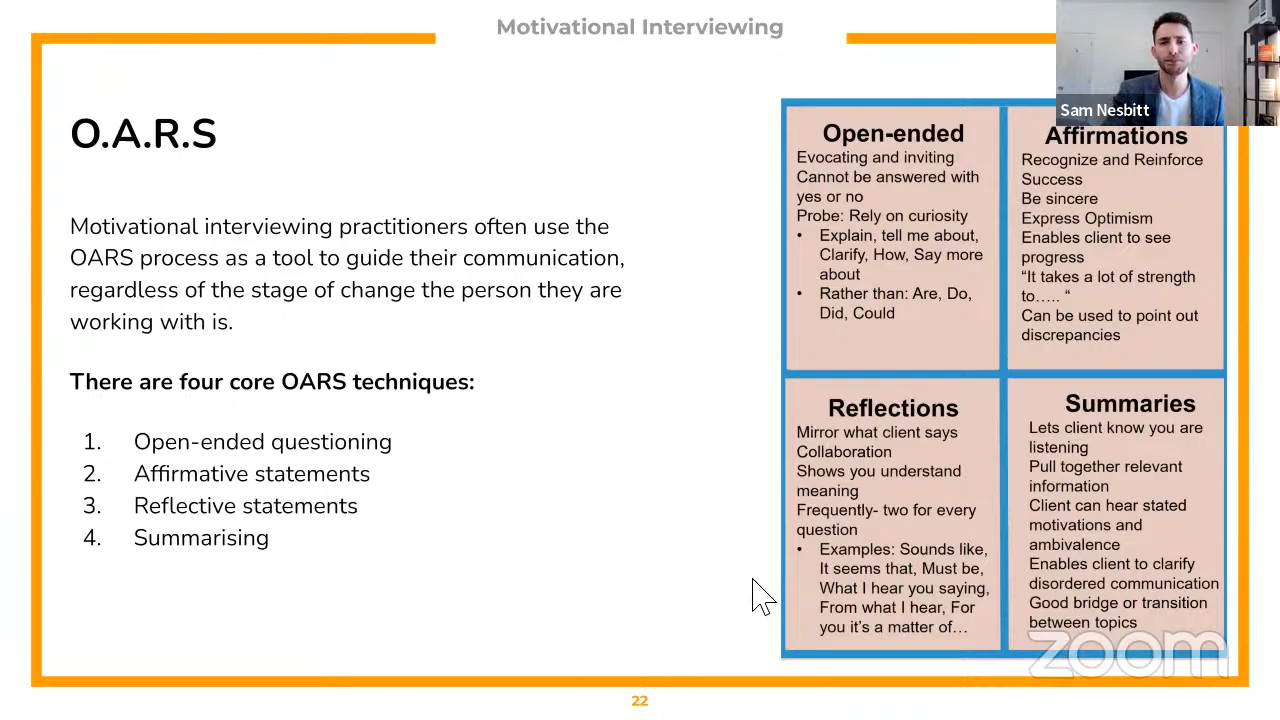 Motivational Interviewing
Sam Nesbitt
O.A.R.S
Motivational interviewing practitioners often use the
OARS process as a tool to guide their communication,
regardless of the stage of change the person they are
working with is.
There are four core OARS techniques:
1. Open-ended questioning
2. Affirmative statements
3. Reflective statements
4. Summarising
Open-ended
Evocating and inviting
Cannot be answered with
yes or no
Probe: Rely on curiosity
• Explain, tell me about,
Clarify, How, Say more
about
• Rather than: Are, Do,
Did, Could
Affirmations
Recognize and Reinforce
Success
Be sincere
Express Optimism
Enables client to see
progress
“It takes a lot of strength
to….. “
Can be used to point out
discrepancies
Reflections
Mirror what client says
Collaboration
Shows you understand
meaning
Frequently- two for every
question
• Examples: Sounds like,
It seems that, Must be,
What I hear you saying,
From what I hear, For
you it’s a matter of…
Summaries
Lets client know you are
listening
Pull together relevant
information
Client can hear stated
motivations and
ambivalence
Enables client to clarify
disordered communication
Good bridge or transition
between topics
zoom
22